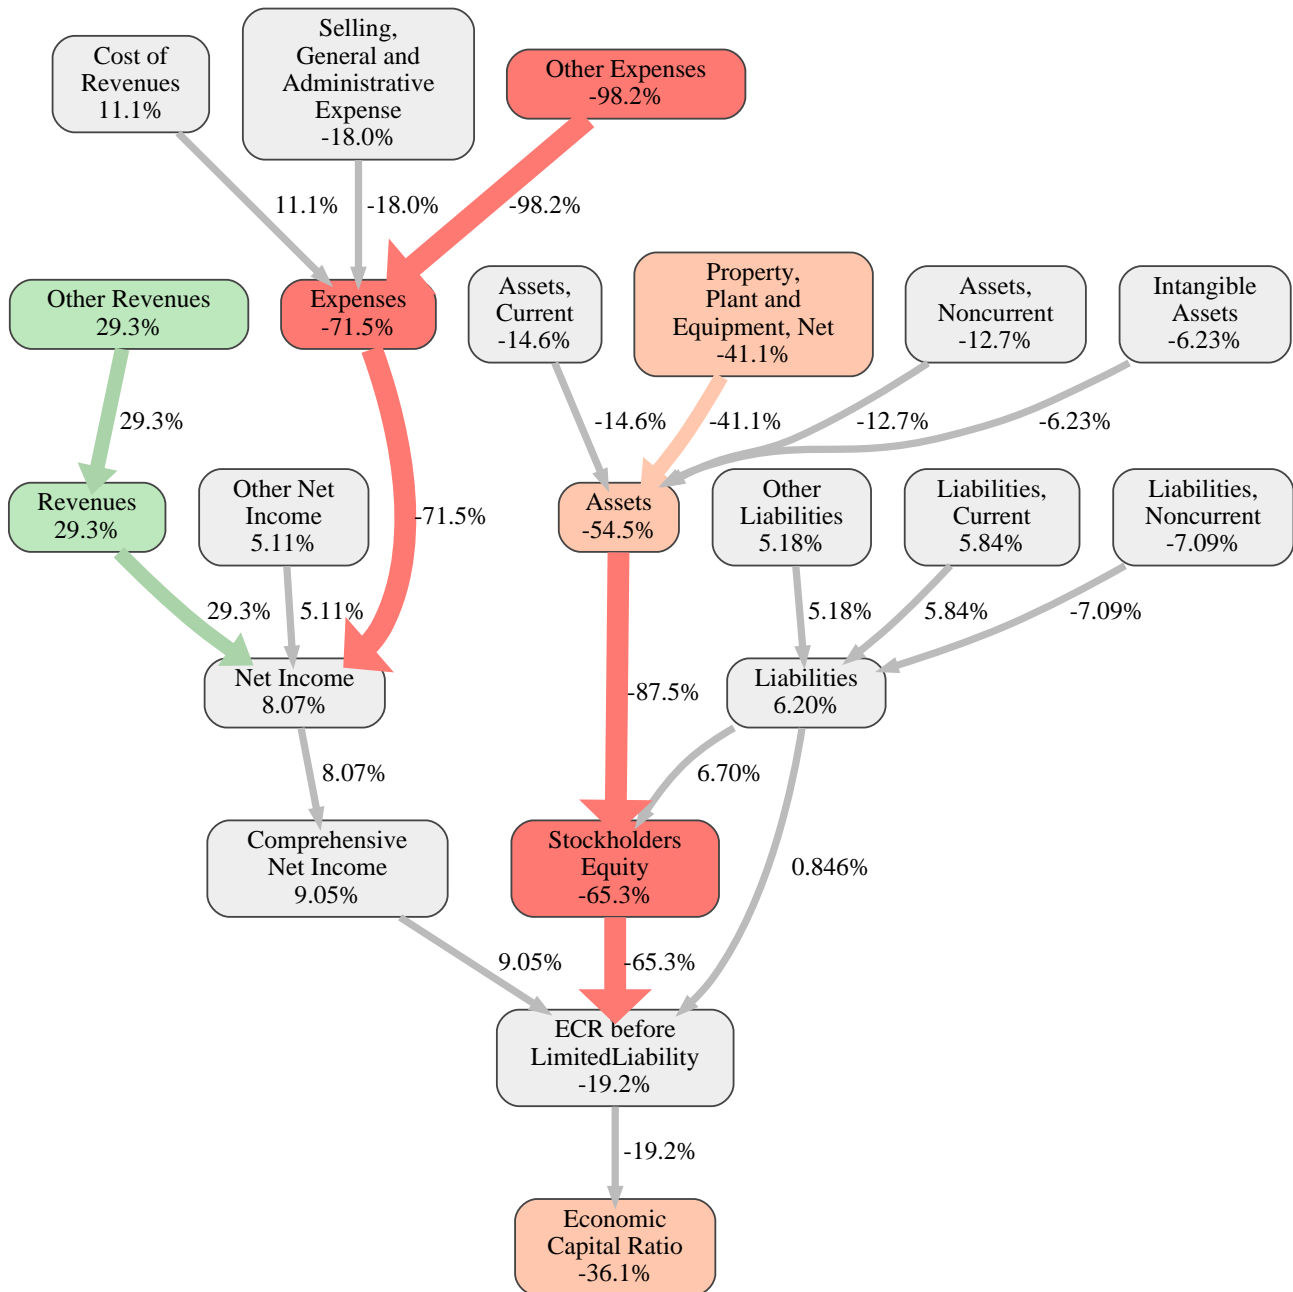 Cost of
Revenues
11.1%
Selling,
General and
Administrative
Expense
-18.0%
Other Expenses
-98.2%
11.1%
-18.0%
-98.2%
Other Revenues
29.3%
Expenses
-71.5%
Assets,
Current
-14.6%
Property,
Plant and
Equipment, Net
-41.1%
Assets,
Noncurrent
-12.7%
Intangible
Assets
-6.23%
29.3%
-14.6%
-41.1%
-12.7%
-6.23%
Revenues
29.3%
Other Net
Income
5.11%
-71.5%
Assets
-54.5%
Other
Liabilities
5.18%
Liabilities,
Current
5.84%
Liabilities,
Noncurrent
-7.09%
29.3%
5.11%
5.18%
5.84%
-7.09%
Net Income
8.07%
-87.5%
Liabilities
6.20%
8.07%
6.70%
Comprehensive
Net Income
9.05%
Stockholders
Equity
-65.3%
0.846%
9.05%
-65.3%
ECR before
LimitedLiability
-19.2%
-19.2%
Economic
Capital Ratio
-36.1%